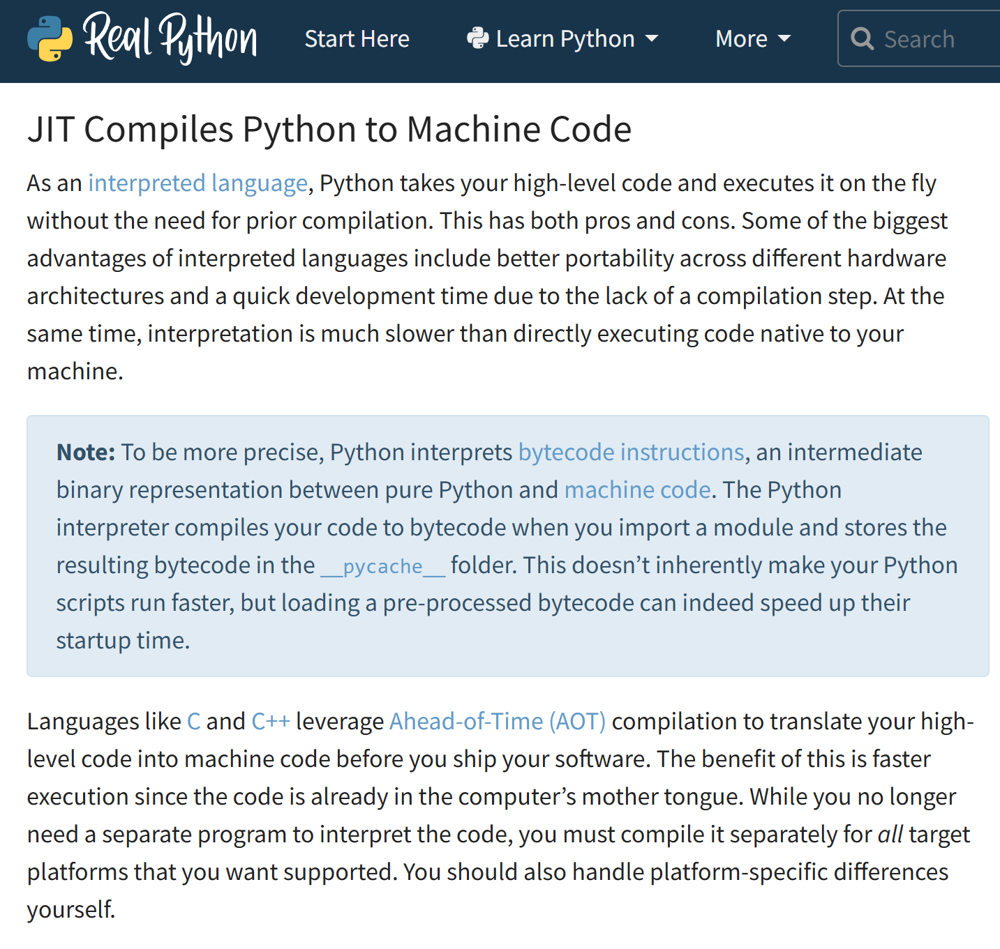 Real Python Start Here Learn Python More Search
JIT Compiles Python to Machine Code
As an interpreted language, Python takes your high-level code and executes it on the fly
without the need for prior compilation. This has both pros and cons. Some of the biggest
advantages of interpreted languages include better portability across different hardware
architectures and a quick development time due to the lack of a compilation step. At the
same time, interpretation is much slower than directly executing code native to your
machine.
Note: To be more precise, Python interprets bytecode instructions, an intermediate
binary representation between pure Python and machine code. The Python
interpreter compiles your code to bytecode when you import a module and stores the
resulting bytecode in the __pycache__ folder. This doesn’t inherently make your Python
scripts run faster, but loading a pre-processed bytecode can indeed speed up their
startup time.
Languages like C and C++ leverage Ahead-of-Time (AOT) compilation to translate your high-
level code into machine code before you ship your software. The benefit of this is faster
execution since the code is already in the computer’s mother tongue. While you no longer
need a separate program to interpret the code, you must compile it separately for all target
platforms that you want supported. You should also handle platform-specific differences
yourself.